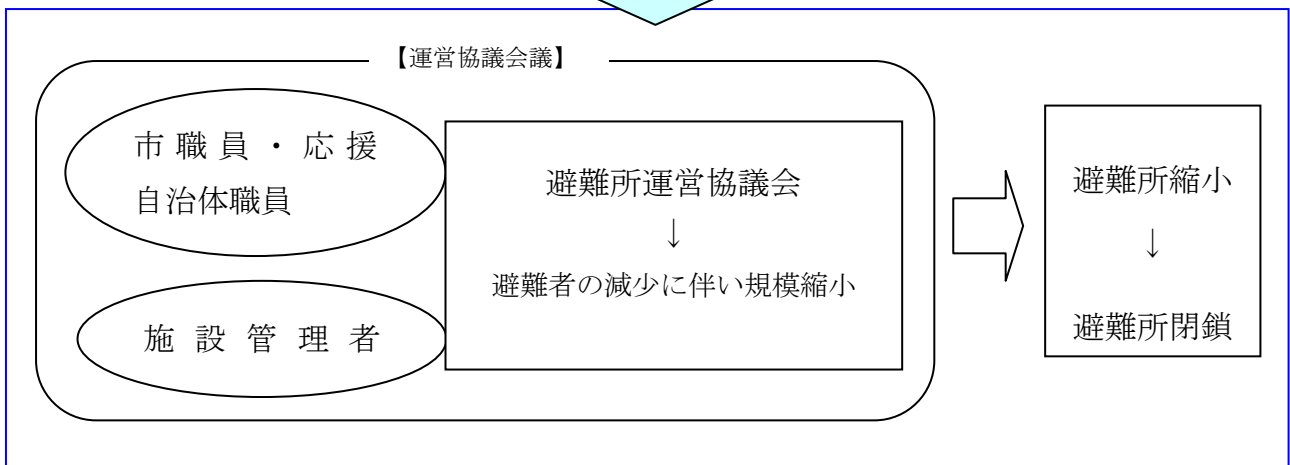 【運営協議会議】
市職員・応援
自治体職員
施設管理者
避難所運営協議会
↓
避難者の減少に伴い規模縮小
避難所縮小
↓
避難所閉鎖